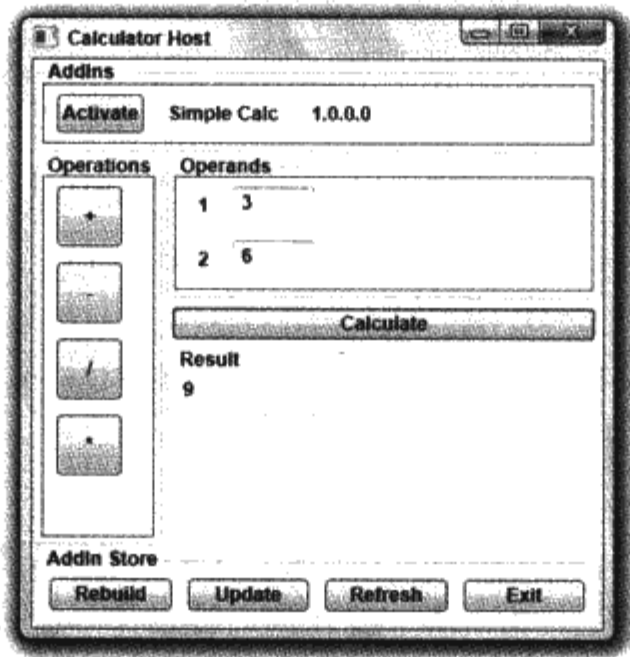 Calculator Host
AddIns
Activate Simple Calc 1.0.0.0
Operations
+
-
/
*
Operands
1 3
2 6
Calculate
Result
9
AddIn Store
Rebuild Update Refresh Exit